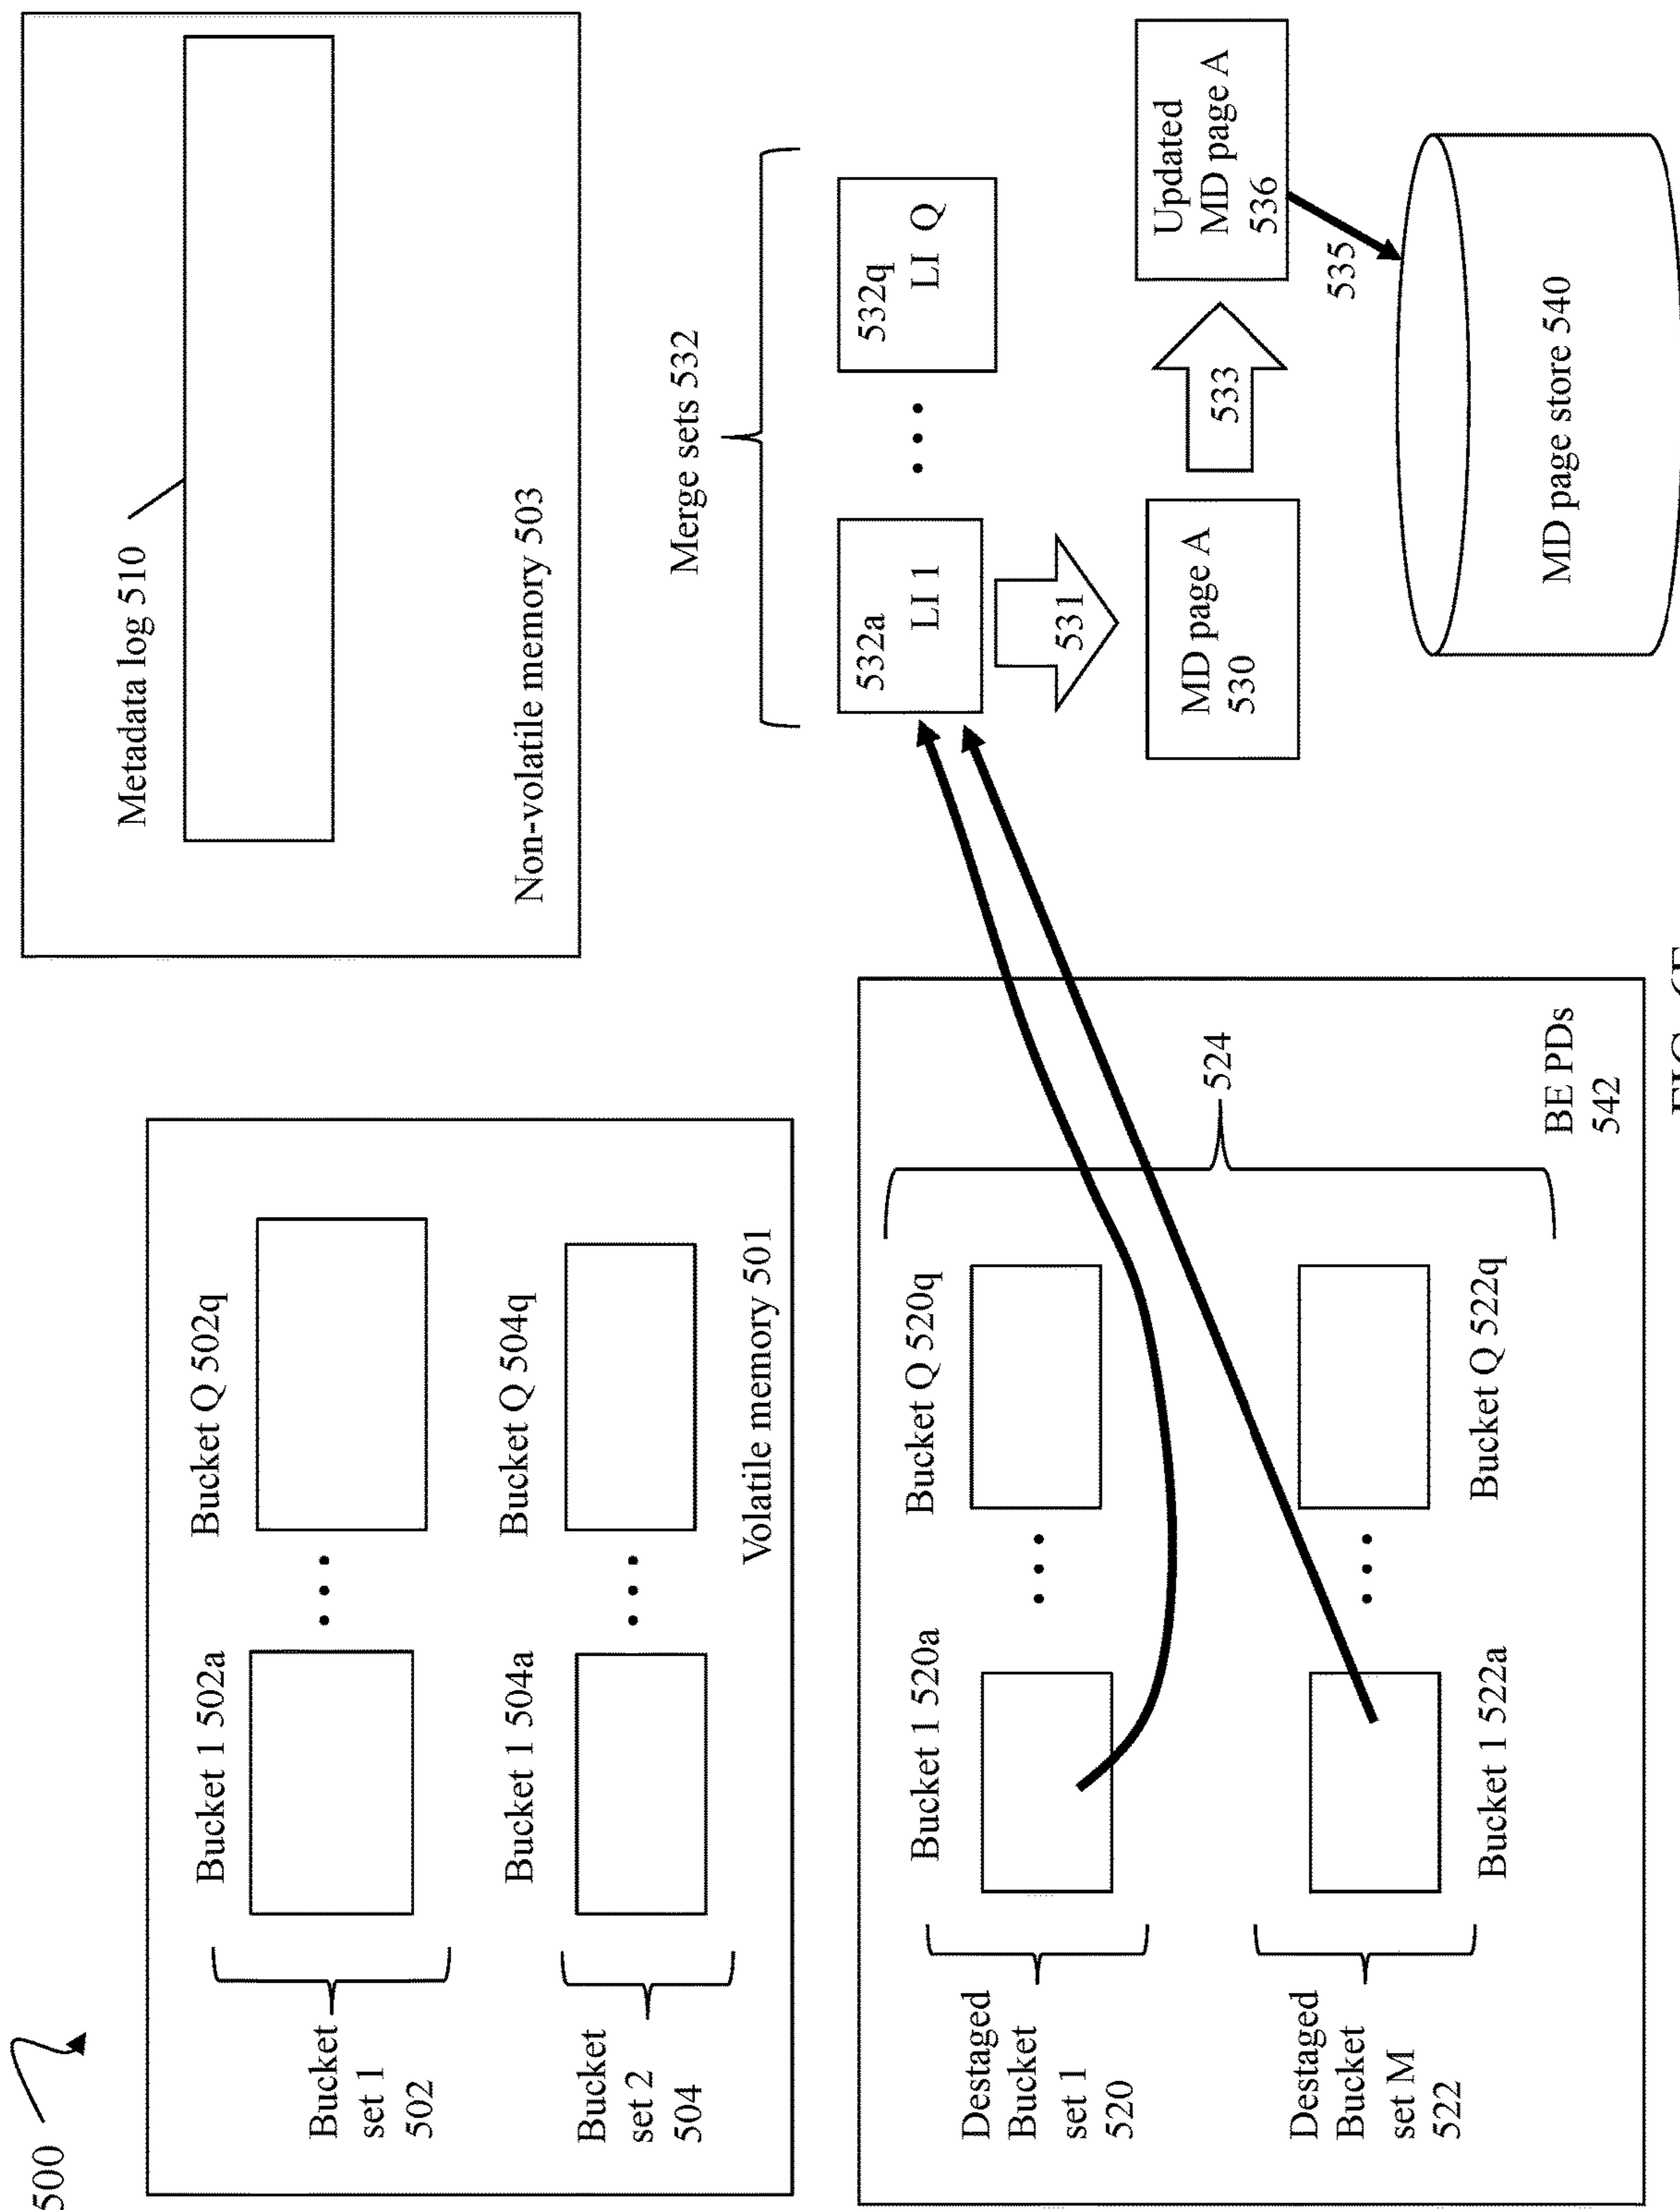 500
Bucket
set 1
502
Bucket 1 502a
Bucket Q 502q
Bucket
set 2
504
Bucket 1 504a
Bucket Q 504q
Volatile memory 501
Metadata log 510
Non-volatile memory 503
Destaged
Bucket
set 1
520
Bucket 1 520a
Bucket Q 520q
Destaged
Bucket
set M
522
Bucket 1 522a
Bucket Q 522q
524
BE PDs
542
Merge sets 532
532a
LI 1
532q
LI Q
531
MD page A
530
533
Updated
MD page A
536
535
MD page store 540
FIG.